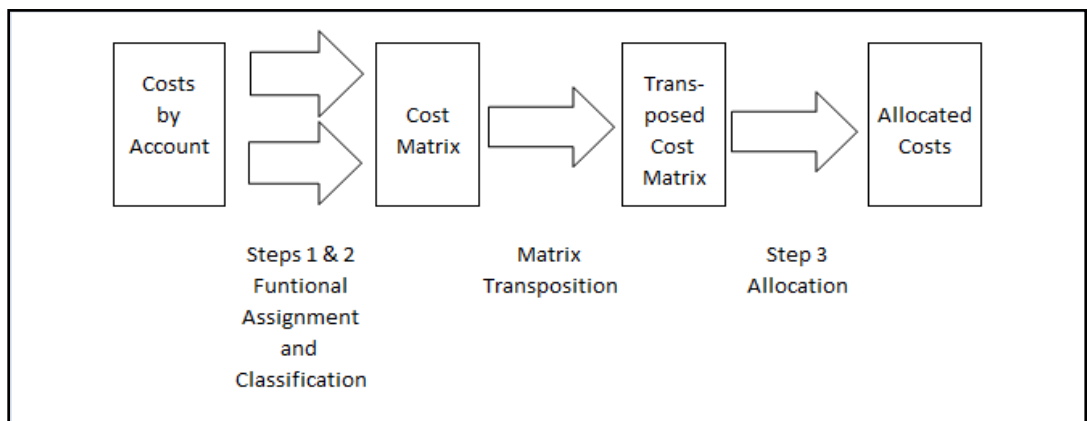 Costs
by
Account
Cost
Matrix
Trans-
posed
Cost
Matrix
Allocated
Costs
Steps 1 & 2
Funtional
Assignment
and
Classification
Matrix
Transposition
Step 3
Allocation